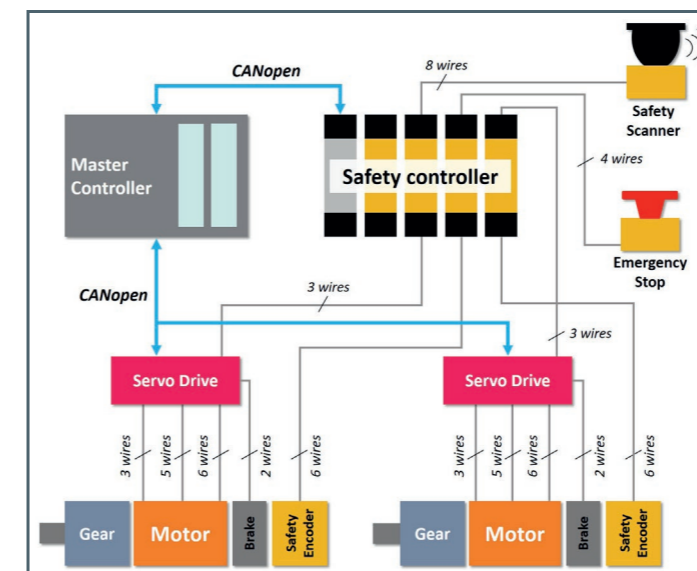 CANopen
8 wires
Safety
Scanner
Master
Controller
Safety controller
4 wires
Emergency
Stop
CANopen
3 wires
3 wires
Servo Drive
Servo Drive
3 wires
5 wires
6 wires
2 wires
6 wires
3 wires
5 wires
6 wires
2 wires
6 wires
Gear
Motor
Brake
Safety
Encoder
Gear
Motor
Brake
Safety
Encoder